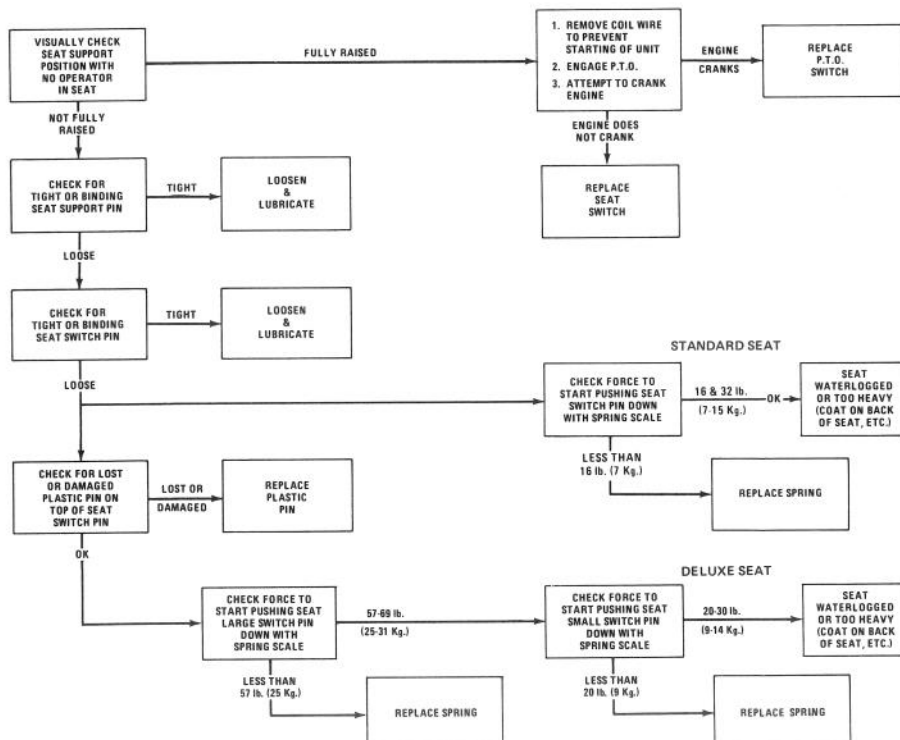 VISUALLY CHECK
SEAT SUPPORT
POSITION WITH
NO OPERATOR
IN SEAT
FULLY RAISED
1. REMOVE COIL WIRE
TO PREVENT
STARTING OF UNIT
2. ENGAGE P.T.O.
3. ATTEMPT TO CRANK
ENGINE
ENGINE
CRANKS
REPLACE
P.T.O.
SWITCH
NOT FULLY
RAISED
ENGINE DOES
NOT CRANK
REPLACE
SEAT
SWITCH
CHECK FOR
TIGHT OR BINDING
SEAT SUPPORT PIN
TIGHT
LOOSEN
&
LUBRICATE
LOOSE
CHECK FOR
TIGHT OR BINDING
SEAT SWITCH PIN
TIGHT
LOOSEN
&
LUBRICATE
LOOSE
STANDARD SEAT
CHECK FORCE TO
START PUSHING SEAT
SWITCH PIN DOWN
WITH SPRING SCALE
16 & 32 lb.
(7-15 Kg.)
OK
SEAT
WATERLOGGED
OR TOO HEAVY
(COAT ON BACK
OF SEAT, ETC.)
LESS THAN
16 lb. (7 Kg.)
REPLACE SPRING
CHECK FOR LOST
OR DAMAGED
PLASTIC PIN ON
TOP OF SEAT
SWITCH PIN
LOST OR
DAMAGED
REPLACE
PLASTIC
PIN
OK
DELUXE SEAT
CHECK FORCE TO
START PUSHING SEAT
LARGE SWITCH PIN
DOWN WITH
SPRING SCALE
57-69 lb.
(25-31 Kg.)
CHECK FORCE TO
START PUSHING SEAT
SMALL SWITCH PIN
DOWN WITH
SPRING SCALE
20-30 lb.
(9-14 Kg.)
SEAT
WATERLOGGED
OR TOO HEAVY
(COAT ON BACK
OF SEAT, ETC.)
LESS THAN
57 lb. (25 Kg.)
REPLACE SPRING
LESS THAN
20 lb. (9 Kg.)
REPLACE SPRING